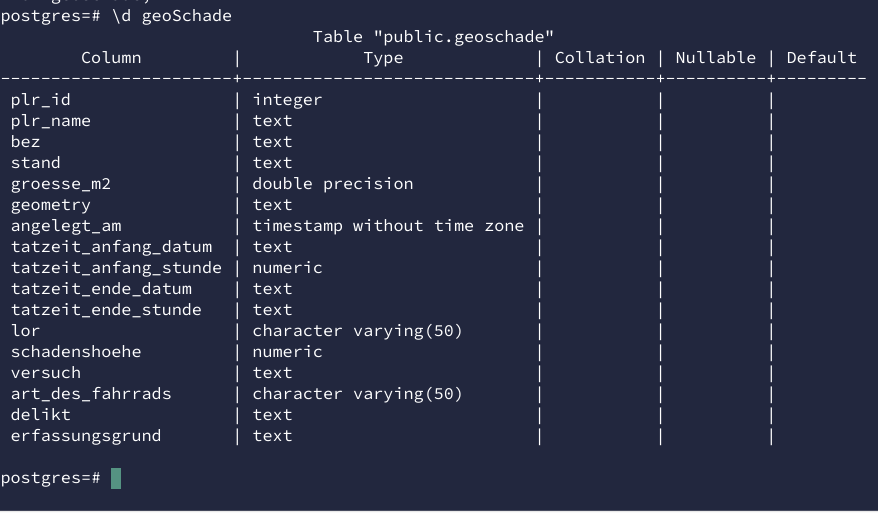 postgres=# \d geoSchade
Table "public.geoschade"
Column | Type | Collation | Nullable | Default
-----------------------+-----------------------------+-----------+----------+---------
plr_id | integer | | |
plr_name | text | | |
bez | text | | |
stand | text | | |
groesse_m2 | double precision | | |
geometry | text | | |
angelegt_am | timestamp without time zone | | |
tatzeit_anfang_datum | text | | |
tatzeit_anfang_stunde | numeric | | |
tatzeit_ende_datum | text | | |
tatzeit_ende_stunde | text | | |
lor | character varying(50) | | |
schadenshoehe | numeric | | |
versuch | text | | |
art_des_fahrrads | character varying(50) | | |
delikt | text | | |
erfassungsgrund | text | | |
postgres=#